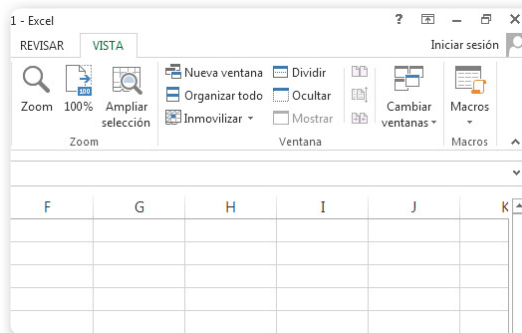 1 - Excel
?
REVISAR VISTA Iniciar sesión
Nueva ventana Dividir
Organizar todo Ocultar
Inmovilizar Mostrar
Zoom 100% Ampliar selección
100
Cambiar ventanas
Macros
Zoom Ventana Macros
F G H I J K